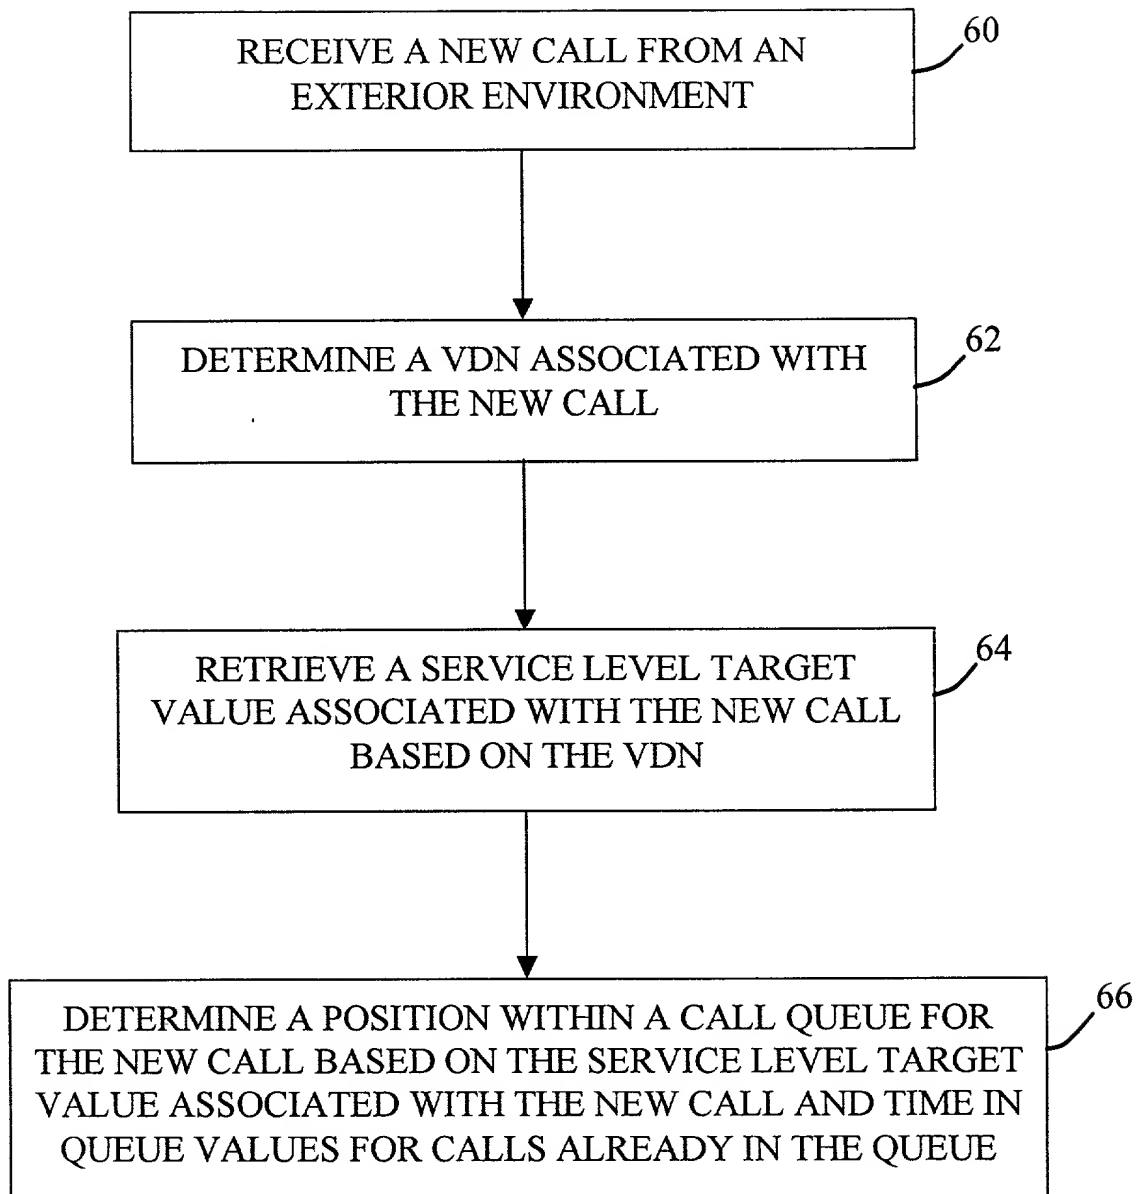 RECEIVE A NEW CALL FROM AN
EXTERIOR ENVIRONMENT
60
DETERMINE A VDN ASSOCIATED WITH
THE NEW CALL
62
RETRIEVE A SERVICE LEVEL TARGET
VALUE ASSOCIATED WITH THE NEW CALL
BASED ON THE VDN
64
DETERMINE A POSITION WITHIN A CALL QUEUE FOR
THE NEW CALL BASED ON THE SERVICE LEVEL TARGET
VALUE ASSOCIATED WITH THE NEW CALL AND TIME IN
QUEUE VALUES FOR CALLS ALREADY IN THE QUEUE
66